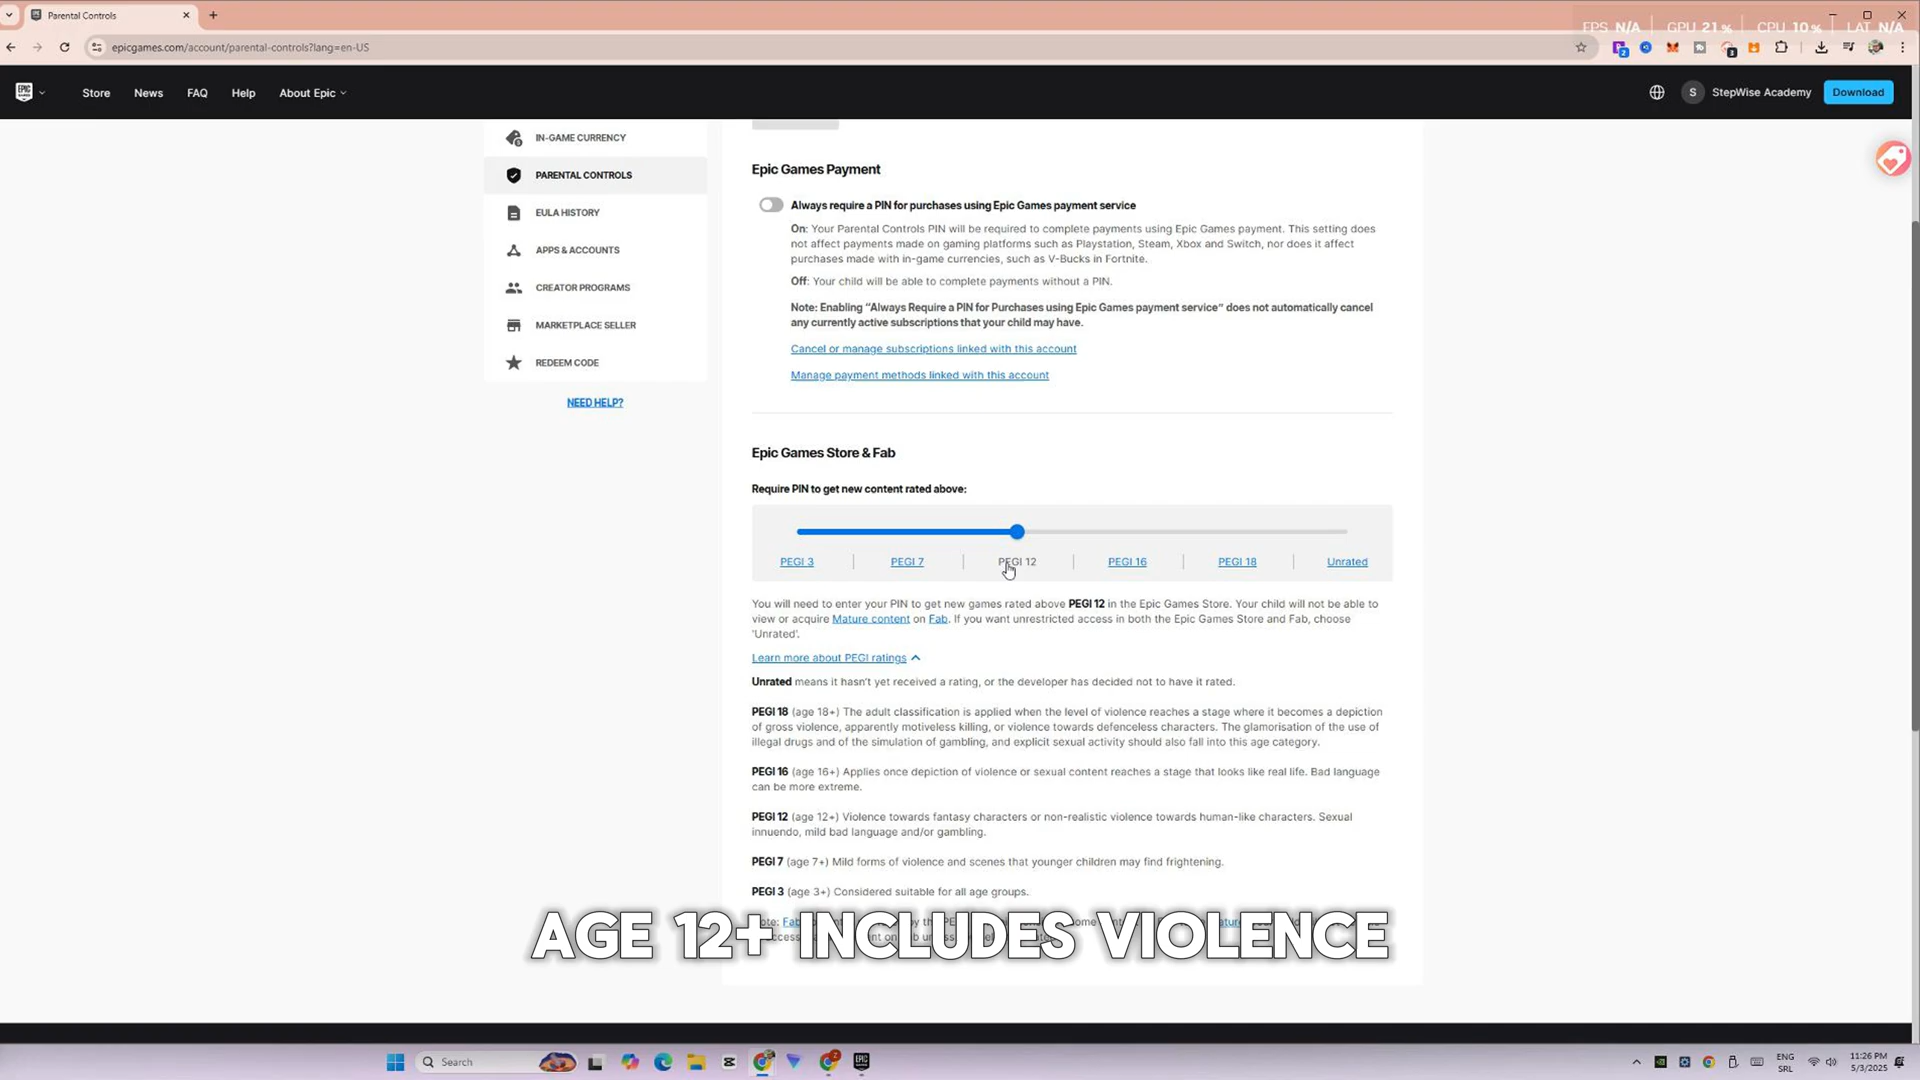 Parental Controls
FPS N/A GPU 21% CPU 10% LAT N/A
epicgames.com/account/parental-controls?lang=en-US
2
3
EPIC GAMES
Store
News
FAQ
Help
About Epic
S
StepWise Academy
Download
IN-GAME CURRENCY
PARENTAL CONTROLS
EULA HISTORY
APPS & ACCOUNTS
CREATOR PROGRAMS
MARKETPLACE SELLER
REDEEM CODE
NEED HELP?
Epic Games Payment
Always require a PIN for purchases using Epic Games payment service
On: Your Parental Controls PIN will be required to complete payments using Epic Games payment. This setting does
not affect payments made on gaming platforms such as Playstation, Steam, Xbox and Switch, nor does it affect
purchases made with in-game currencies, such as V-Bucks in Fortnite.
Off: Your child will be able to complete payments without a PIN.
Note: Enabling “Always Require a PIN for Purchases using Epic Games payment service” does not automatically cancel
any currently active subscriptions that your child may have.
Cancel or manage subscriptions linked with this account
Manage payment methods linked with this account
Epic Games Store & Fab
Require PIN to get new content rated above:
PEGI 3
PEGI 7
PEGI 12
PEGI 16
PEGI 18
Unrated
You will need to enter your PIN to get new games rated above PEGI 12 in the Epic Games Store. Your child will not be able to
view or acquire Mature content on Fab. If you want unrestricted access in both the Epic Games Store and Fab, choose
'Unrated'.
Learn more about PEGI ratings
Unrated means it hasn't yet received a rating, or the developer has decided not to have it rated.
PEGI 18 (age 18+) The adult classification is applied when the level of violence reaches a stage where it becomes a depiction
of gross violence, apparently motiveless killing, or violence towards defenceless characters. The glamorisation of the use of
illegal drugs and of the simulation of gambling, and explicit sexual activity should also fall into this age category.
PEGI 16 (age 16+) Applies once depiction of violence or sexual content reaches a stage that looks like real life. Bad language
can be more extreme.
PEGI 12 (age 12+) Violence towards fantasy characters or non-realistic violence towards human-like characters. Sexual
innuendo, mild bad language and/or gambling.
PEGI 7 (age 7+) Mild forms of violence and scenes that younger children may find frightening.
PEGI 3 (age 3+) Considered suitable for all age groups.
AGE 12+ INCLUDES VIOLENCE
Search
ENG
SRL
11:26 PM
5/3/2025